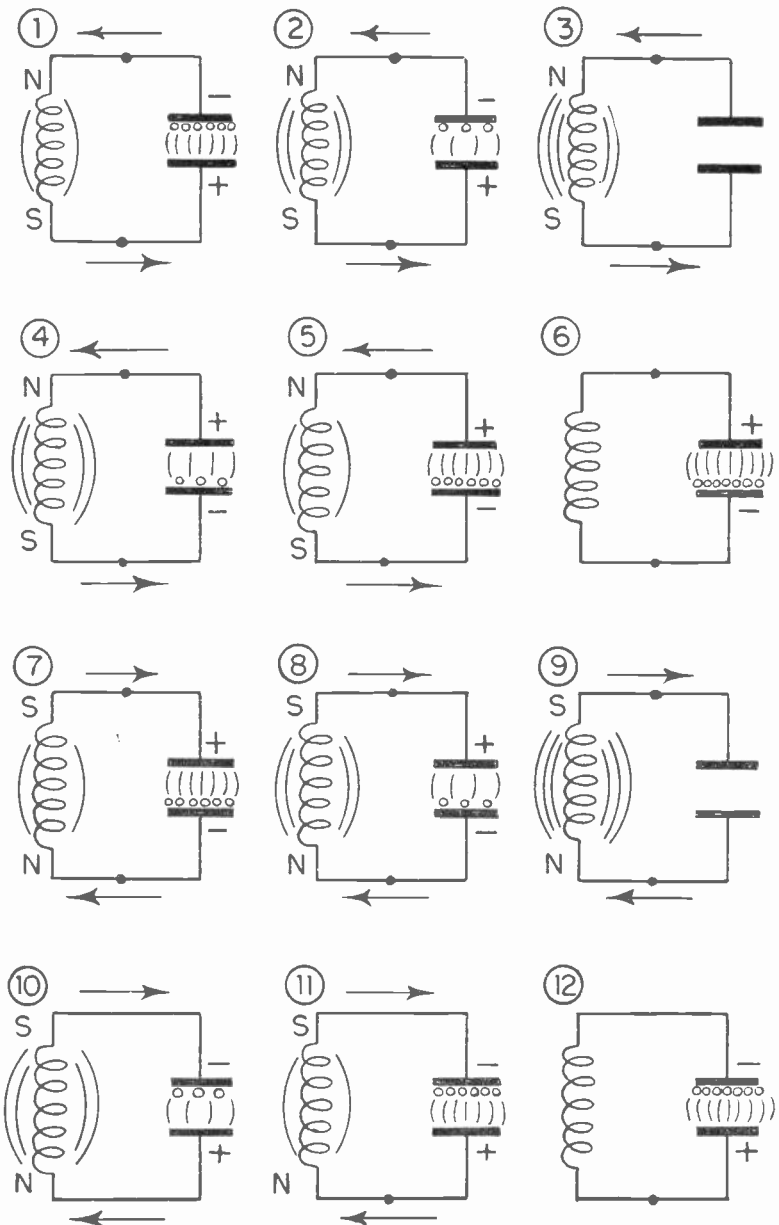 1 2 3
N - N - N
S + S + S
4 5 6
N + N + +
S - S - -
7 8 9
S + S + S
N - N - N
10 11 12
S - S - -
N + N + +